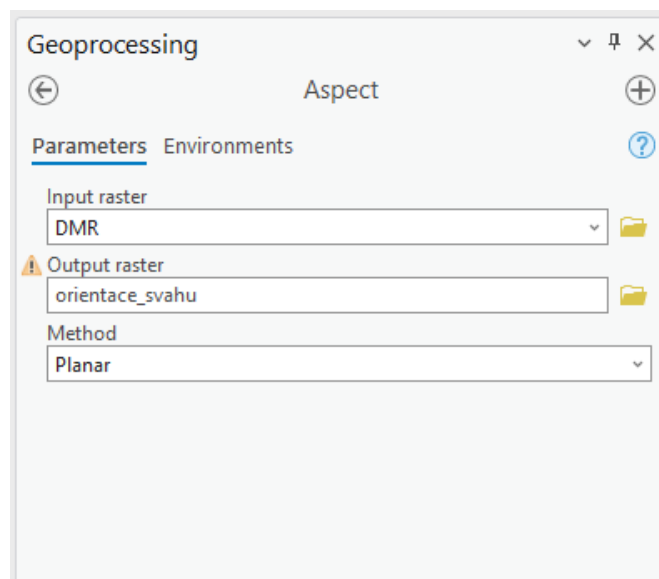 Geoprocessing
Aspect
Parameters Environments
Input raster
DMR
Output raster
orientace_svahu
Method
Planar